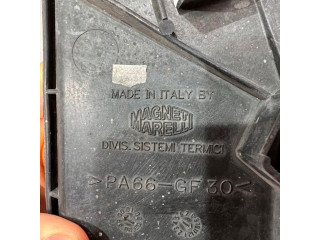 MADE IN ITALY BY
MAGNETI
MARELLI
DIVIS. SISTEMI TERMICI
>PA66-GF30<